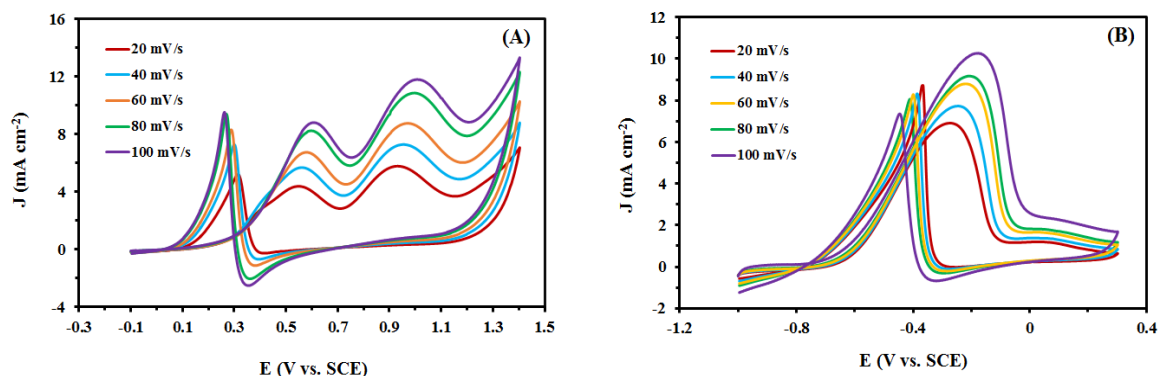 (A)
J (mA cm⁻²)
16
12
8
4
0
-4
20 mV/s
40 mV/s
60 mV/s
80 mV/s
100 mV/s
-0.3 -0.1 0.1 0.3 0.5 0.7 0.9 1.1 1.3 1.5
E (V vs. SCE)
(B)
J (mA cm⁻²)
12
10
8
6
4
2
0
-2
20 mV/s
40 mV/s
60 mV/s
80 mV/s
100 mV/s
-1.2 -0.8 -0.4 0 0.4
E (V vs. SCE)